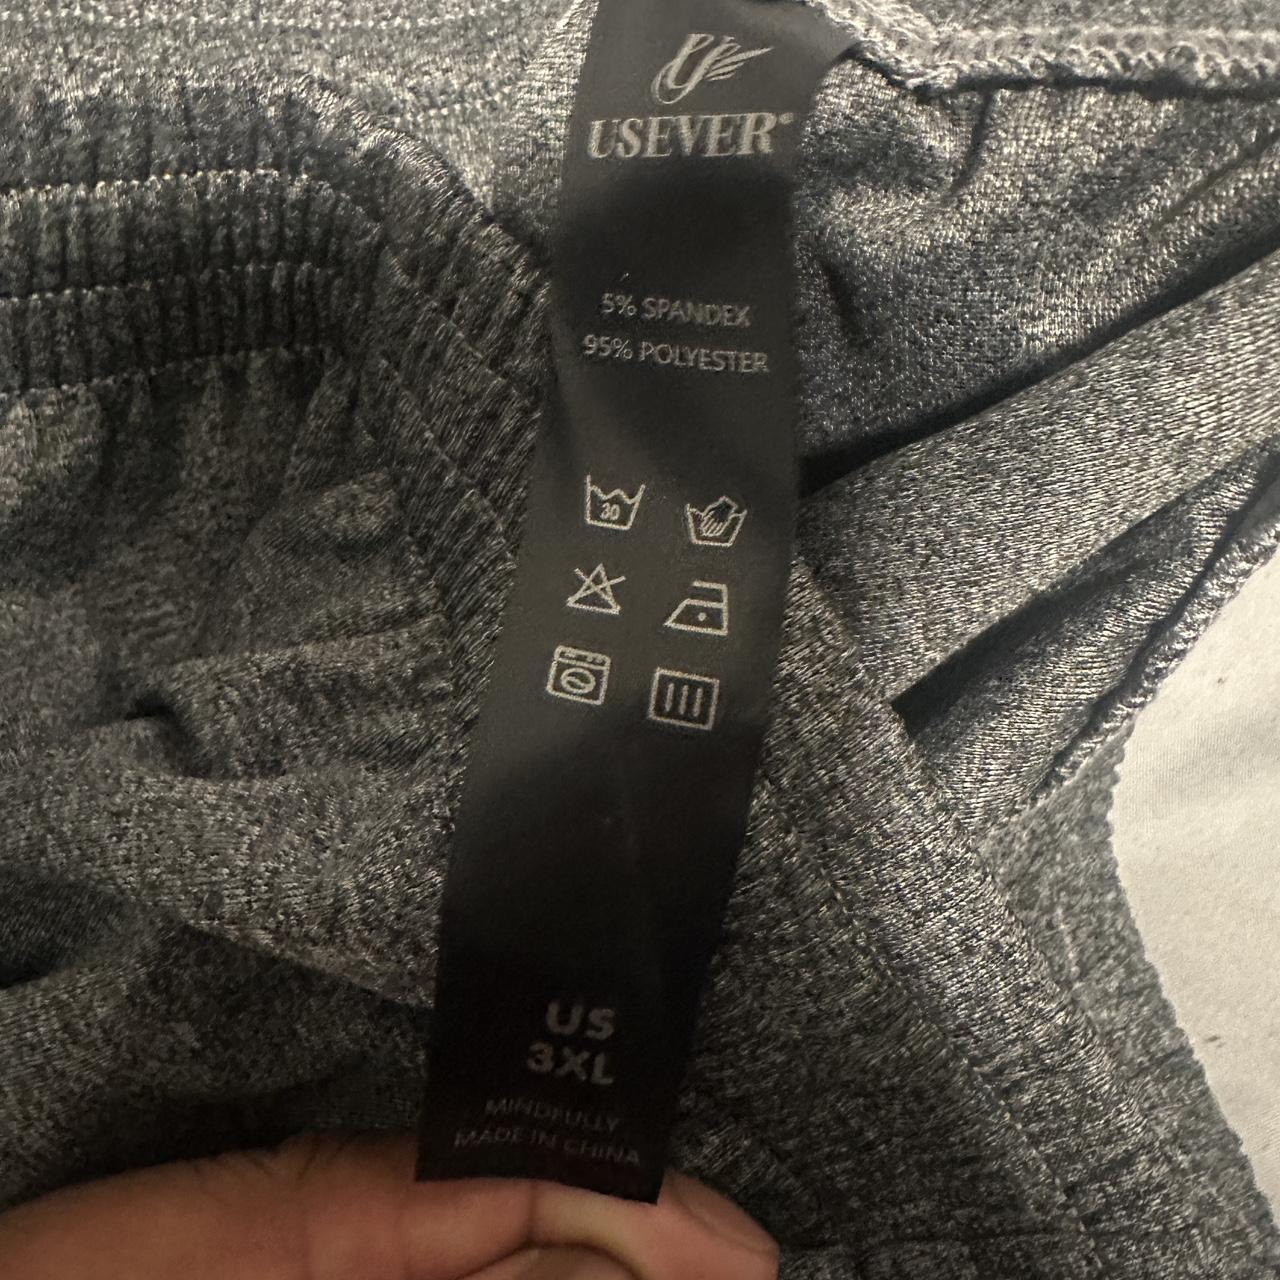 USEVER®
5% SPANDEX
95% POLYESTER
30
US
3XL
MINDFULLY
MADE IN CHINA